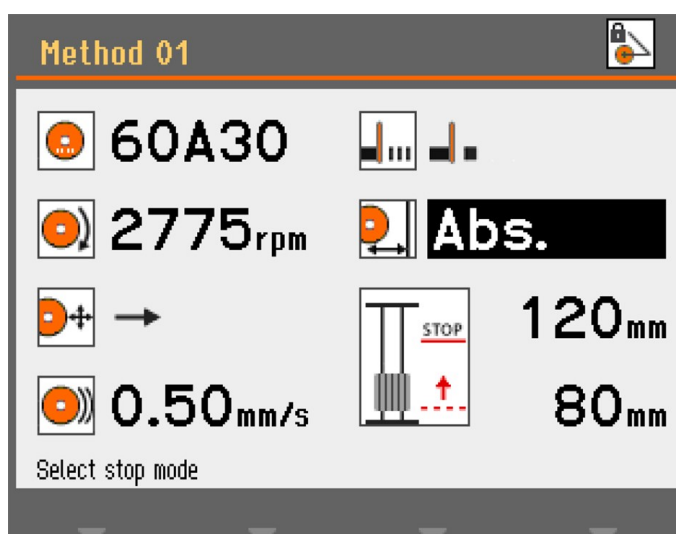 Method 01
60A30
2775rpm
Abs.
STOP
120mm
0.50mm/s
80mm
Select stop mode